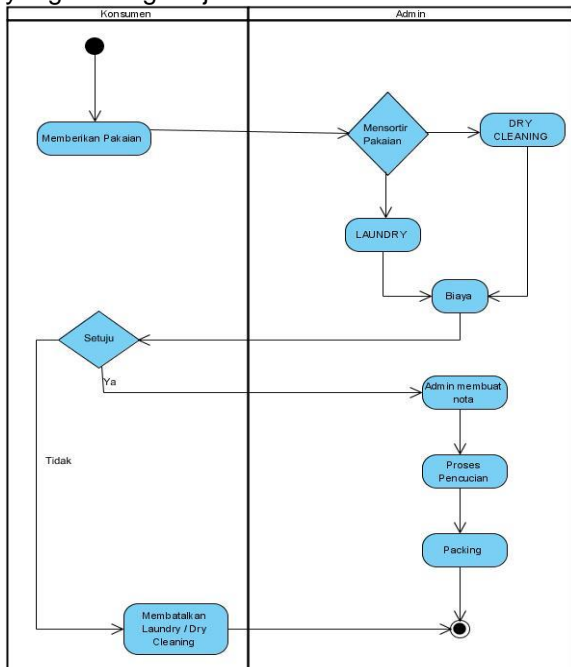 Konsumen
Admin
Memberikan Pakaian
Mensortir
Pakaian
DRY
CLEANING
LAUNDRY
Biaya
Setuju
Ya
Admin membuat
nota
Tidak
Proses
Pencucian
Packing
Membatalkan
Laundry / Dry
Cleaning